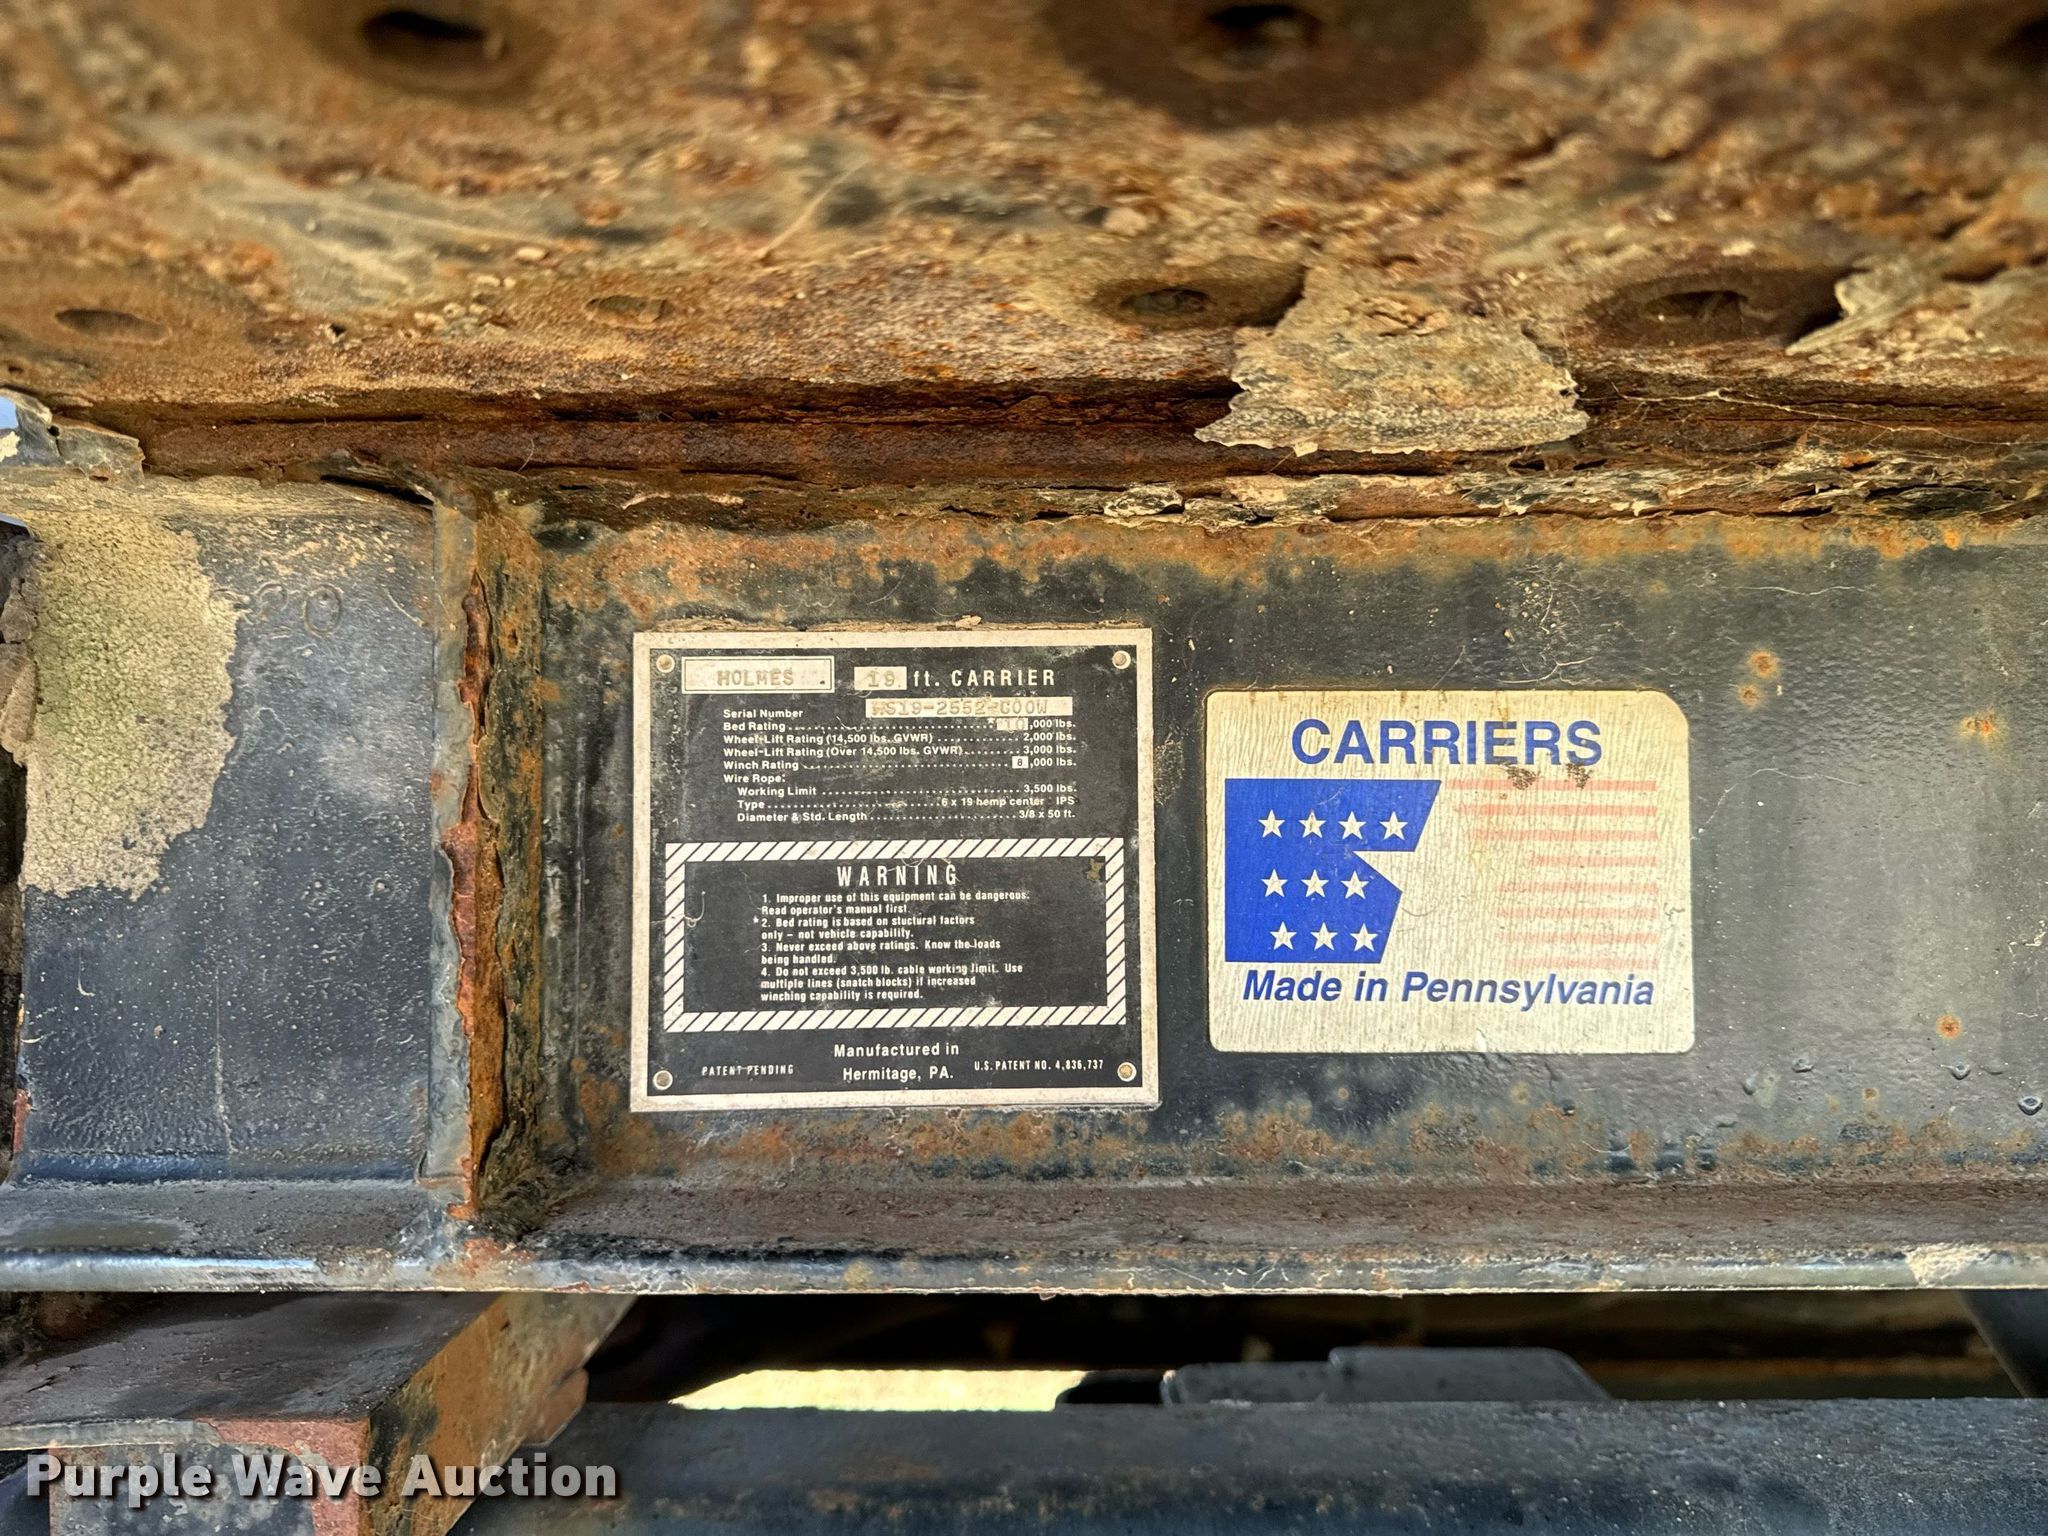 HOLMES 19 ft. CARRIER
Serial Number HS19-2552-COOW
Bed Rating *10,000 lbs.
Wheel-Lift Rating (14,500 lbs. GVWR) 2,000 lbs.
Wheel-Lift Rating (Over 14,500 lbs. GVWR) 3,000 lbs.
Winch Rating 8,000 lbs.
Wire Rope:
Working Limit 3,500 lbs.
Type 6 x 19 hemp center IPS
Diameter & Std. Length 3/8 x 50 ft.
WARNING
1. Improper use of this equipment can be dangerous.
Read operator's manual first.
* 2. Bed rating is based on stuctural factors
only – not vehicle capability.
3. Never exceed above ratings. Know the loads
being handled.
4. Do not exceed 3,500 lb. cable working limit. Use
multiple lines (snatch blocks) if increased
winching capability is required.
Manufactured in
Hermitage, PA.
PATENT PENDING
U.S. PATENT NO. 4,836,737
CARRIERS
Made in Pennsylvania
Purple Wave Auction